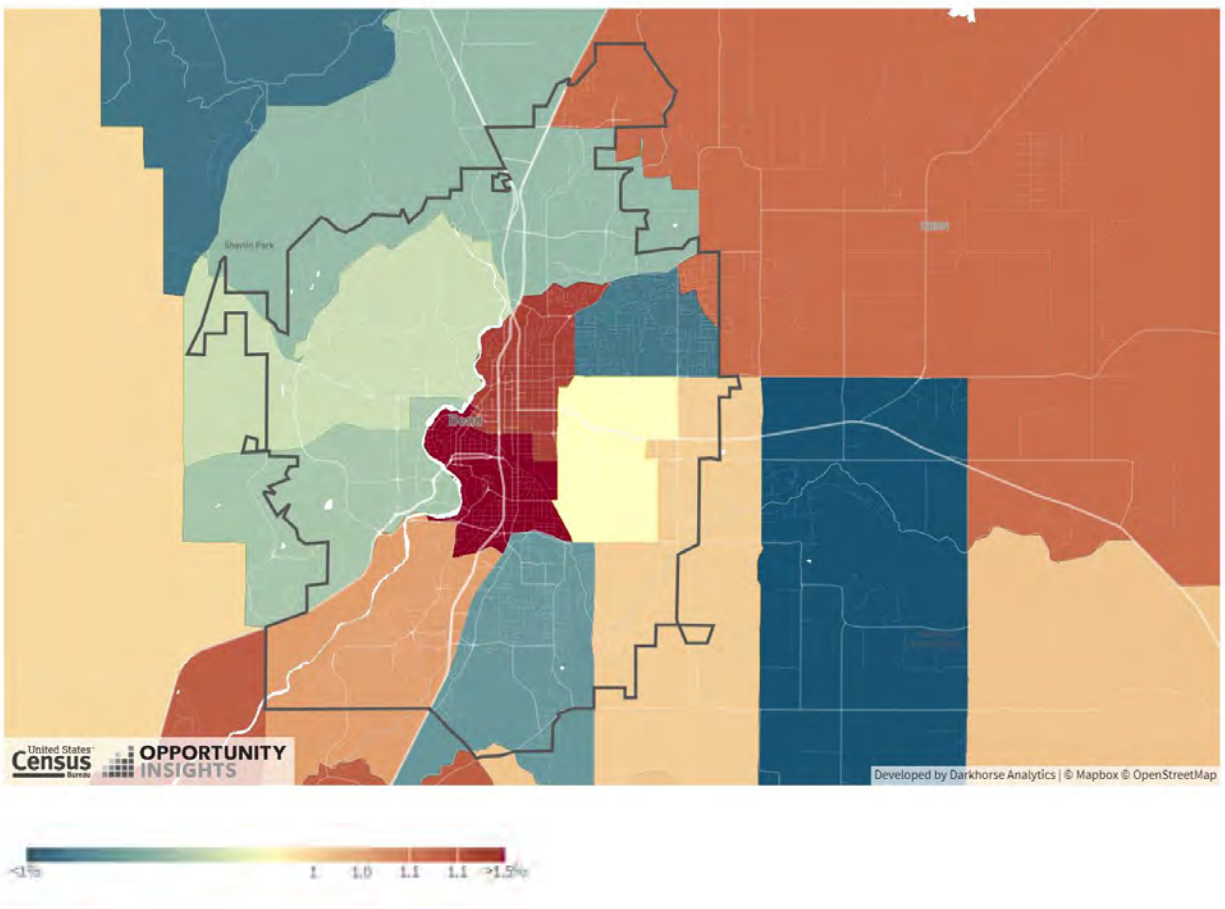 Shevlin Park
Bend
United States
Census
Bureau
OPPORTUNITY
INSIGHTS
Developed by Darkhorse Analytics | © Mapbox © OpenStreetMap
<1%
1
1.0
1.1
1.1
>1.5%